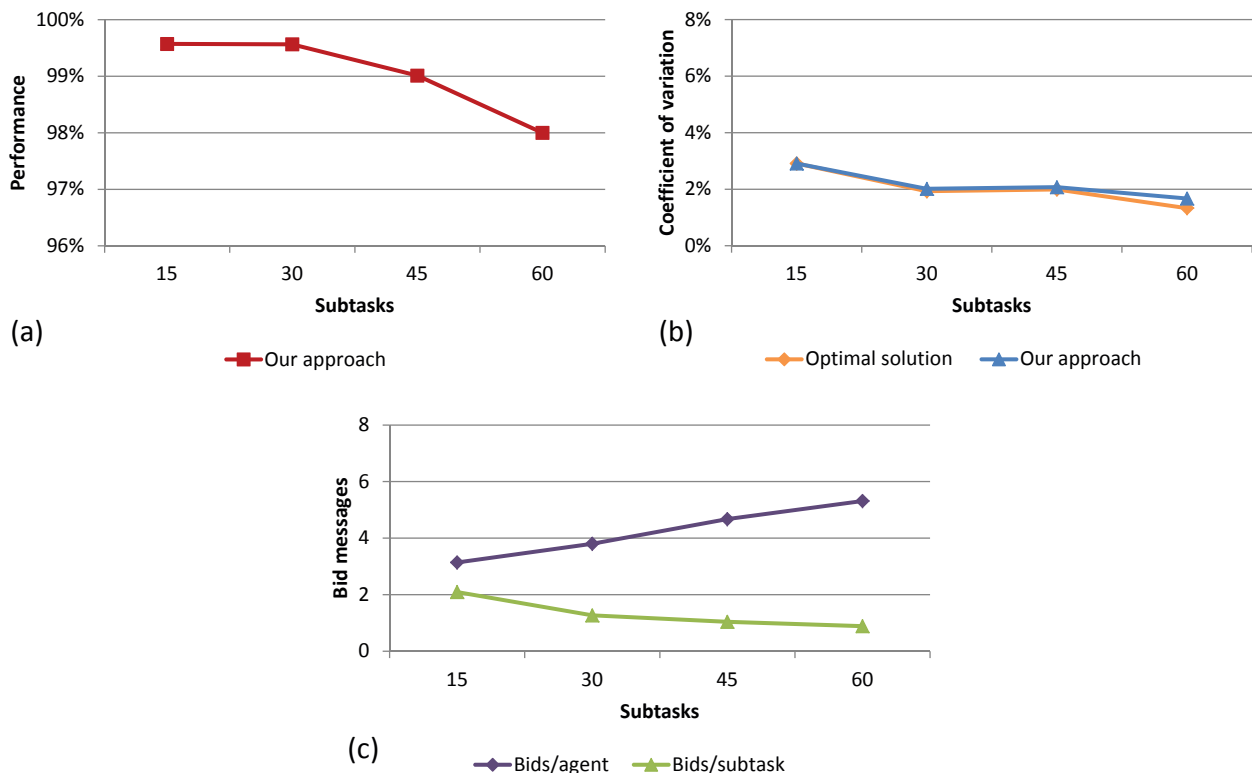 100%
99%
98%
97%
96%
Performance
15 30 45 60
Subtasks
(a)
Our approach
8%
6%
4%
2%
0%
Coefficient of variation
15 30 45 60
Subtasks
(b)
Optimal solution Our approach
8
6
4
2
0
Bid messages
15 30 45 60
Subtasks
(c)
Bids/agent Bids/subtask